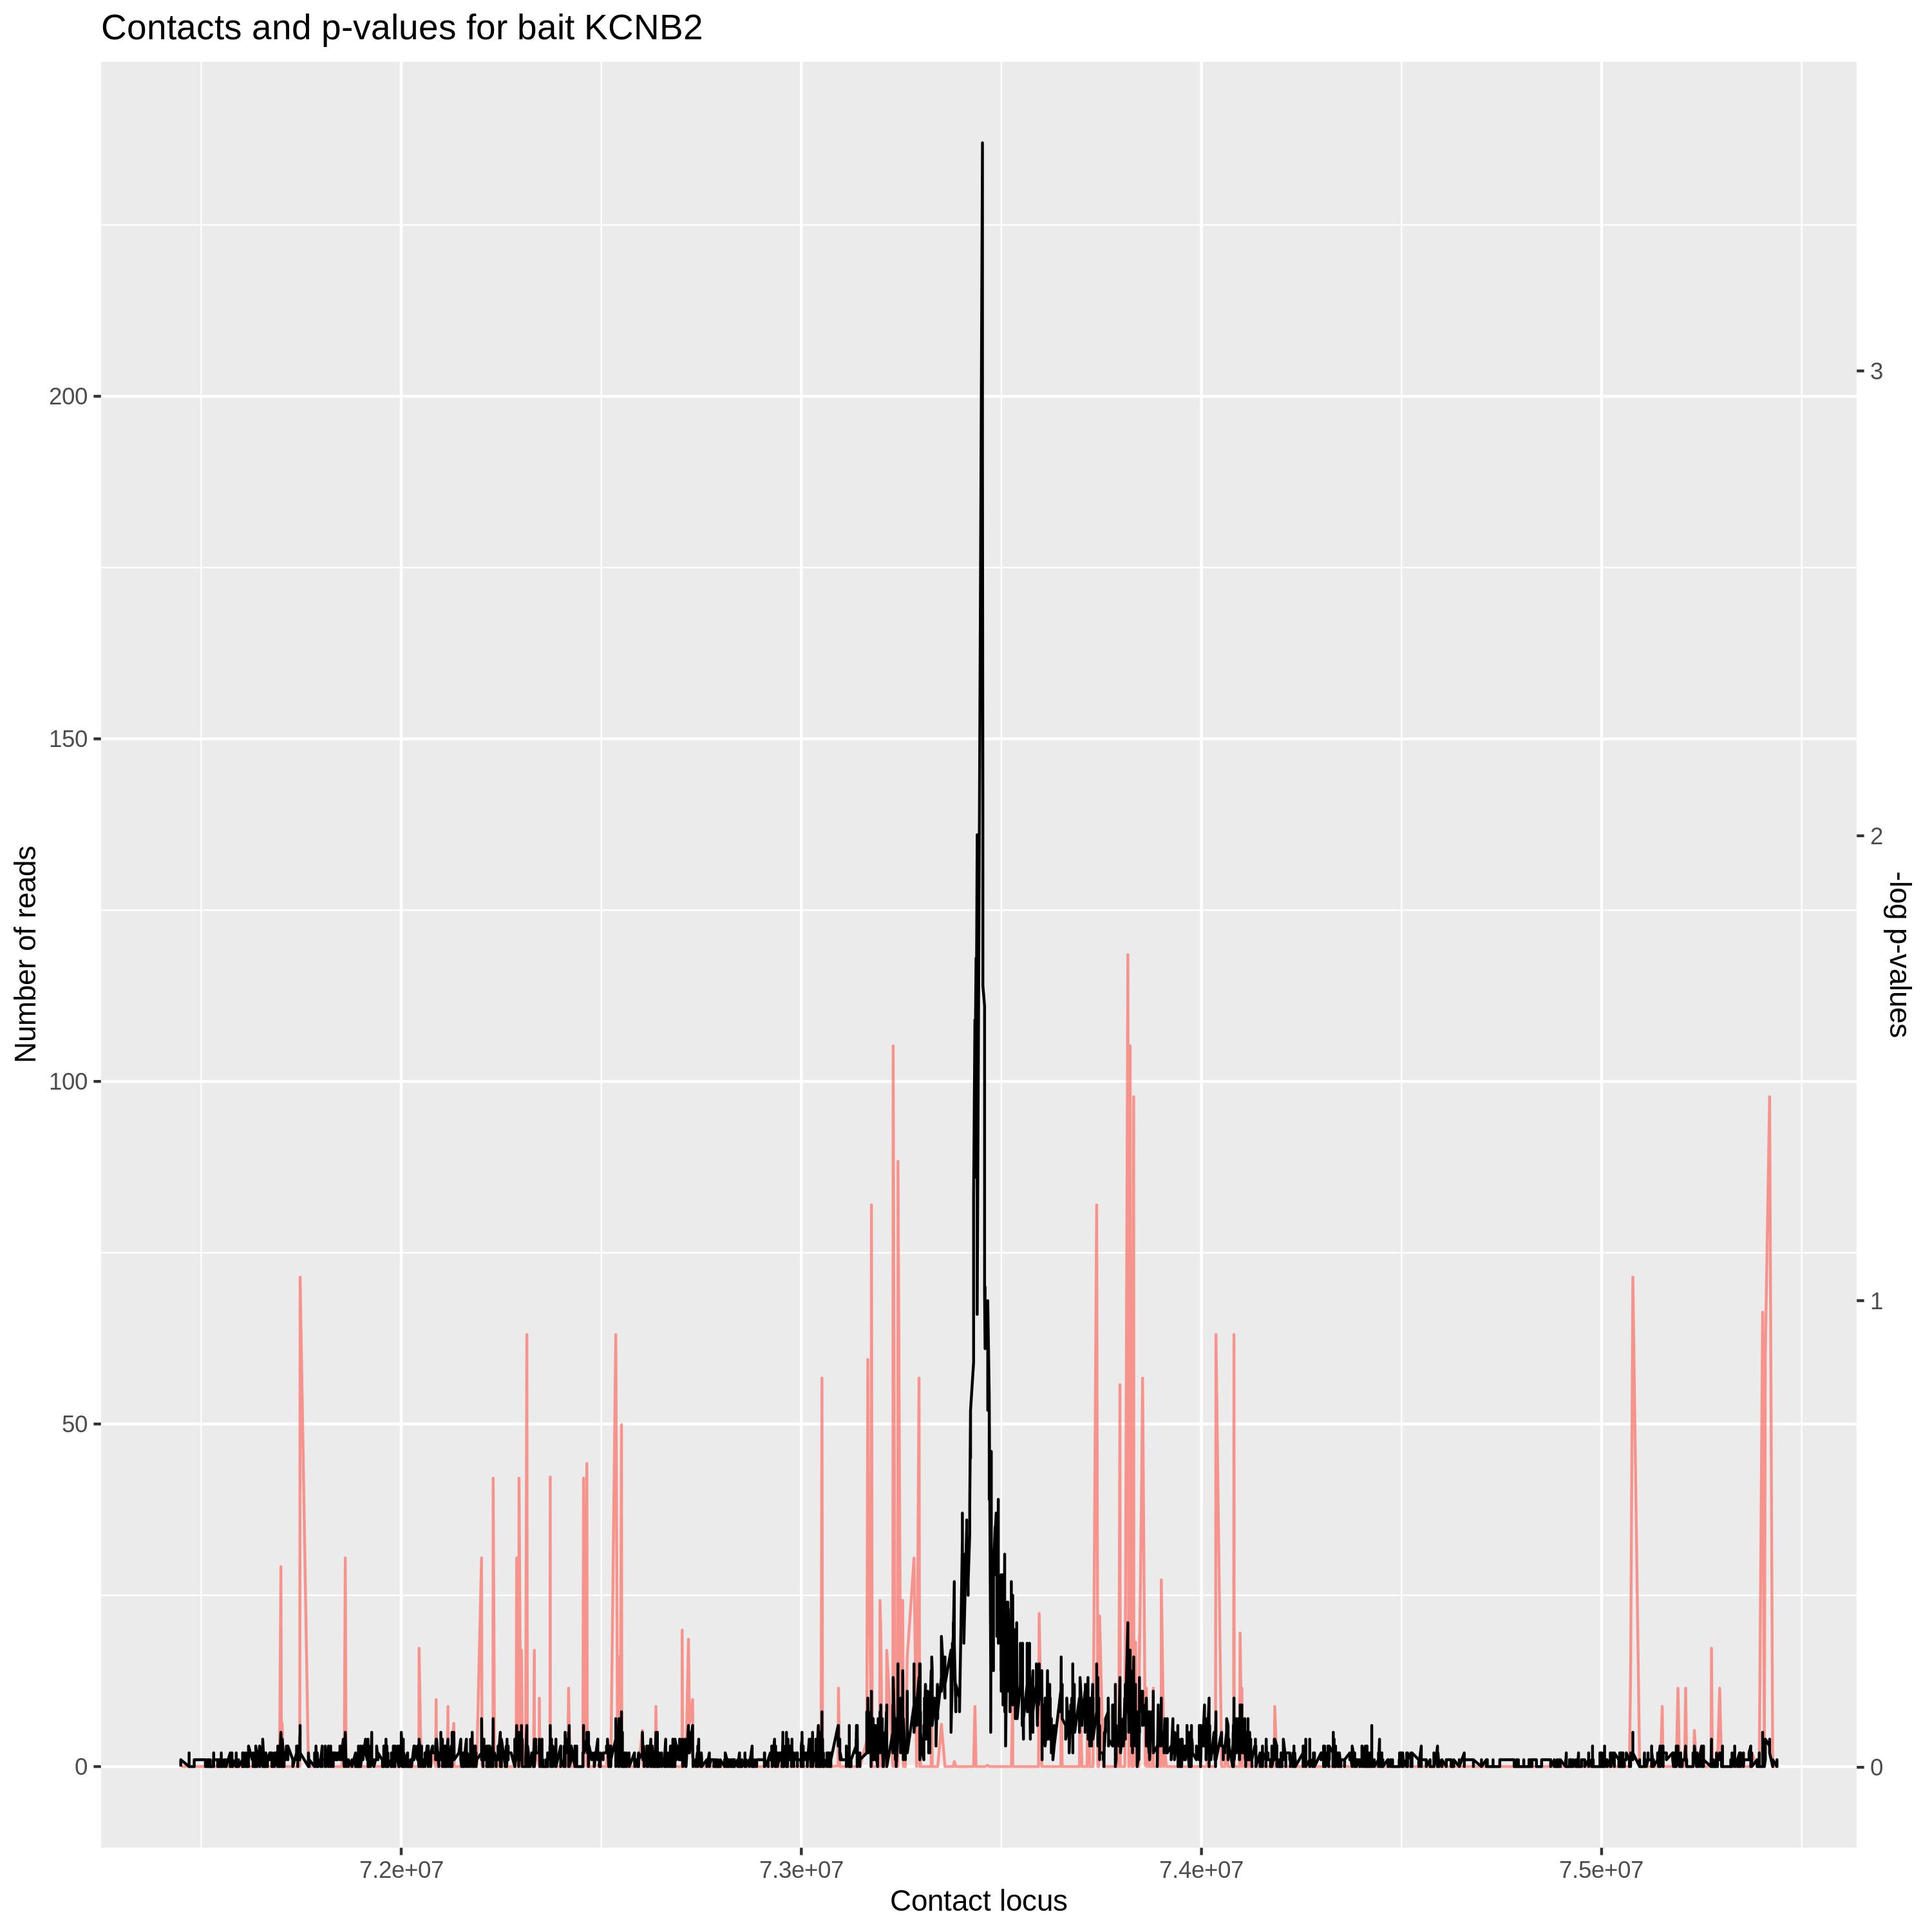 Contacts and p-values for bait KCNB2
Number of reads
200
150
100
50
0
3
2
1
0
-log p-values
7.2e+07
7.3e+07
7.4e+07
7.5e+07
Contact locus